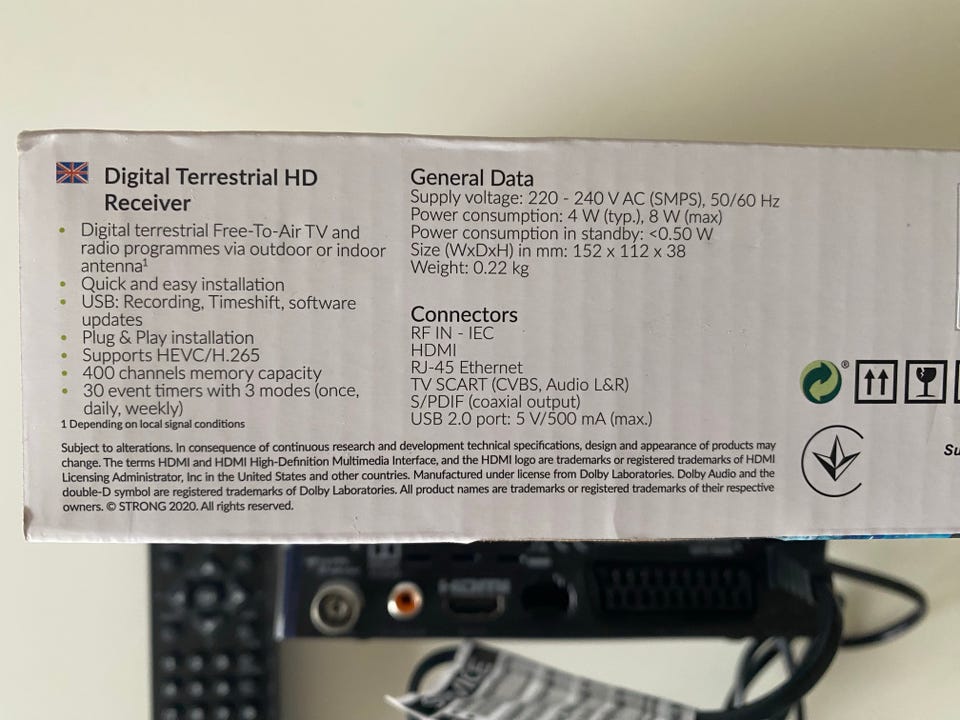 Digital Terrestrial HD
Receiver
• Digital terrestrial Free-To-Air TV and
radio programmes via outdoor or indoor
antenna¹
• Quick and easy installation
• USB: Recording, Timeshift, software
updates
• Plug & Play installation
• Supports HEVC/H.265
• 400 channels memory capacity
• 30 event timers with 3 modes (once,
daily, weekly)
1 Depending on local signal conditions
General Data
Supply voltage: 220 - 240 V AC (SMPS), 50/60 Hz
Power consumption: 4 W (typ.), 8 W (max)
Power consumption in standby: <0.50 W
Size (WxDxH) in mm: 152 x 112 x 38
Weight: 0.22 kg
Connectors
RF IN - IEC
HDMI
RJ-45 Ethernet
TV SCART (CVBS, Audio L&R)
S/PDIF (coaxial output)
USB 2.0 port: 5 V/500 mA (max.)
Subject to alterations. In consequence of continuous research and development technical specifications, design and appearance of products may
change. The terms HDMI and HDMI High-Definition Multimedia Interface, and the HDMI logo are trademarks or registered trademarks of HDMI
Licensing Administrator, Inc in the United States and other countries. Manufactured under license from Dolby Laboratories. Dolby Audio and the
double-D symbol are registered trademarks of Dolby Laboratories. All product names are trademarks or registered trademarks of their respective
owners. © STRONG 2020. All rights reserved.
®
Su
HDMI